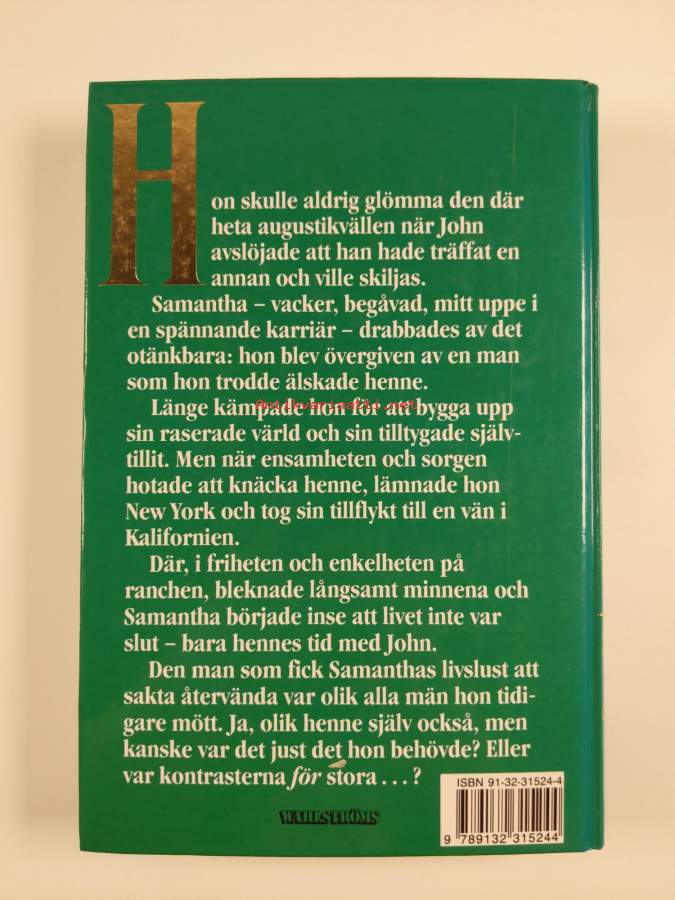 Hon skulle aldrig glömma den där
heta augustikvällen när John
avslöjade att han hade träffat en
annan och ville skiljas.
Samantha – vacker, begåvad, mitt uppe i
en spännande karriär – drabbades av det
otänkbara: hon blev övergiven av en man
som hon trodde älskade henne.
Länge kämpade hon för att bygga upp
Antikvariaatti.net
sin raserade värld och sin tilltygade själv-
tillit. Men när ensamheten och sorgen
hotade att knäcka henne, lämnade hon
New York och tog sin tillflykt till en vän i
Kalifornien.
Där, i friheten och enkelheten på
ranchen, bleknade långsamt minnena och
Samantha började inse att livet inte var
slut – bara hennes tid med John.
Den man som fick Samanthas livslust att
sakta återvända var olik alla män hon tidi-
gare mött. Ja, olik henne själv också, men
kanske var det just det hon behövde? Eller
var kontrasterna för stora . . . ?
ISBN 91-32-31524-4
9 789132 315244
WAHLSTRÖMS